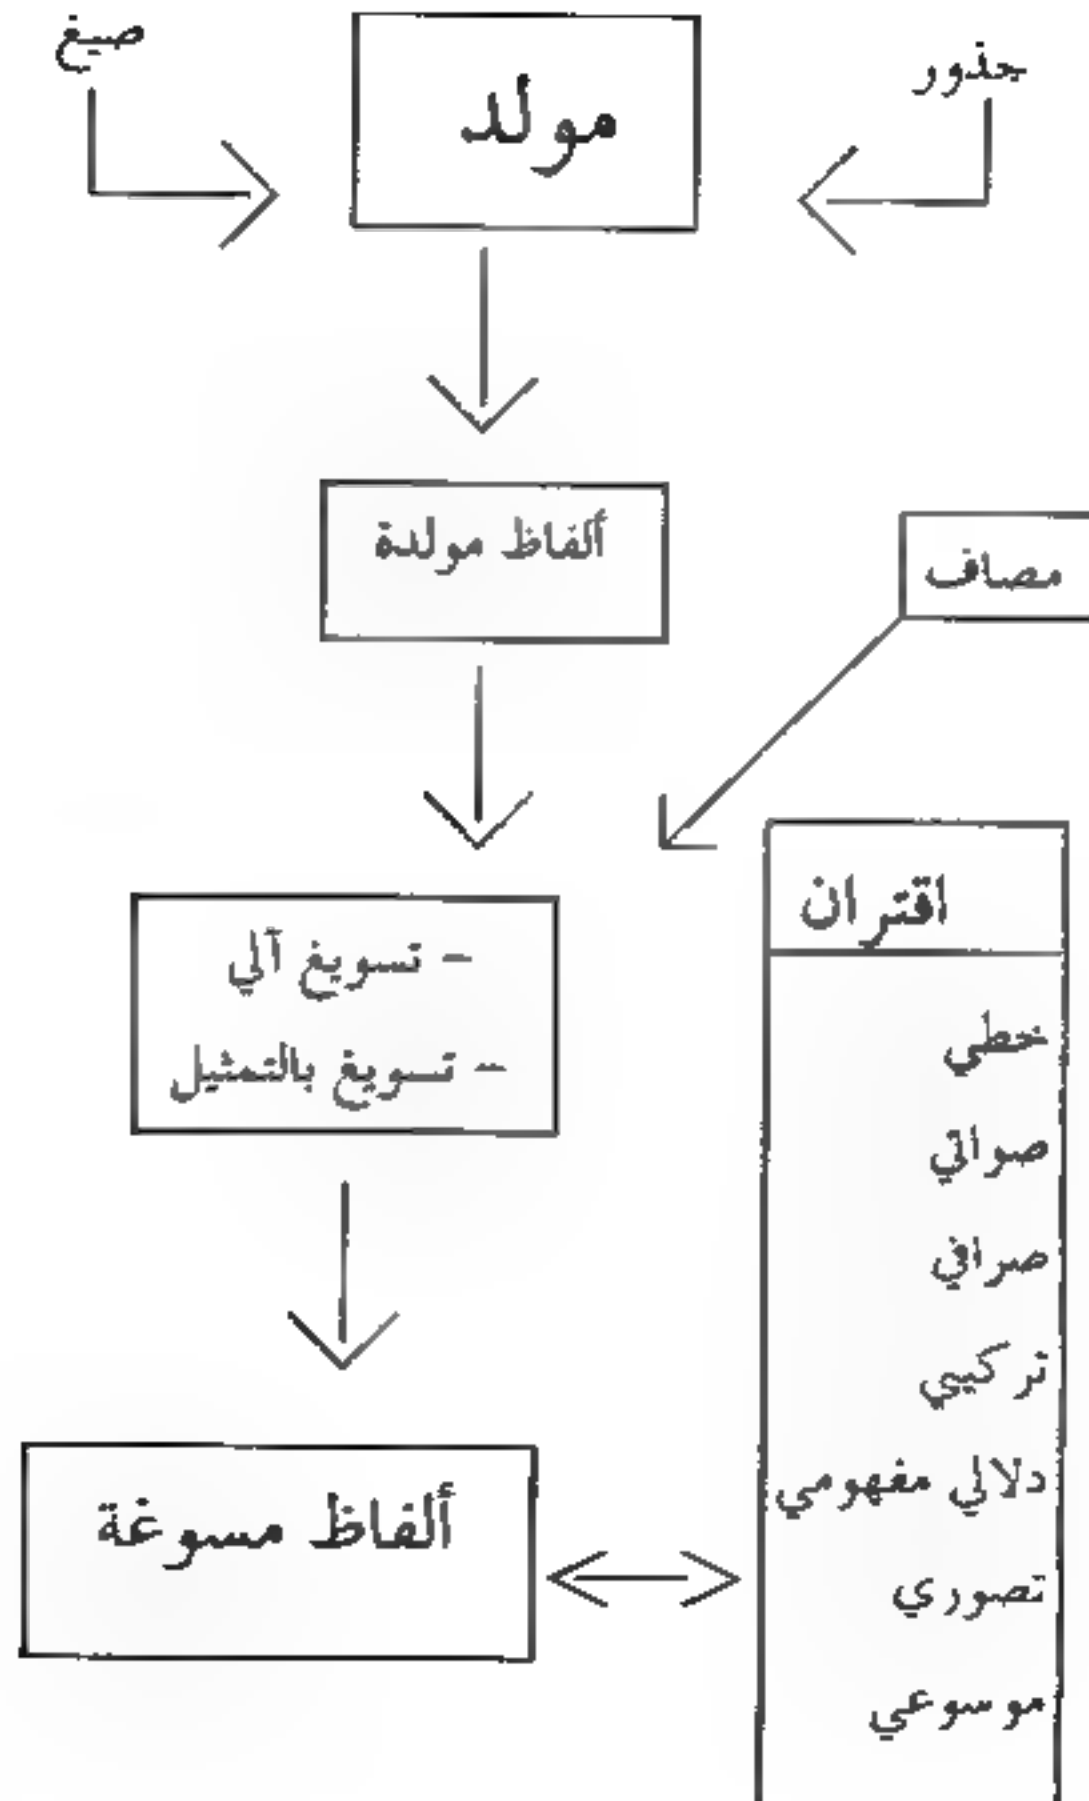 جذور
صيغ
مولد
ألفاظ مولدة
مصاف
- تسويغ آلي
- تسويغ بالتمثيل
اقتران
خطي
صواتي
صرافي
تركيبي
دلالي مفهومي
تصوري
موسوعي
ألفاظ مسوغة